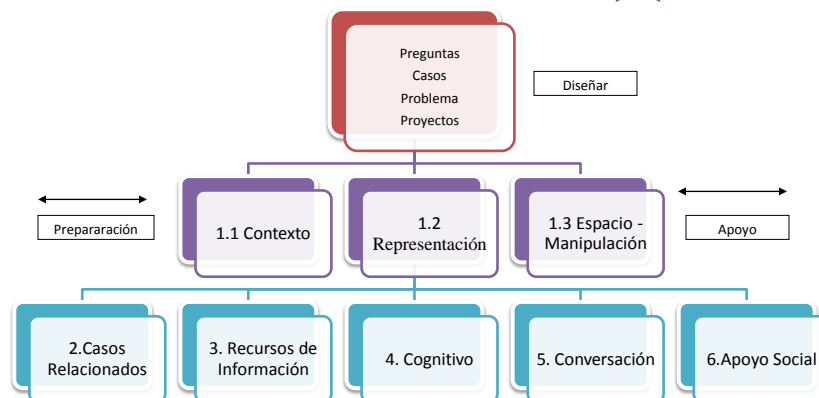 Preguntas
Casos
Problema
Proyectos
Diseñar
Prepararación
1.1 Contexto
1.2
Representación
1.3 Espacio -
Manipulación
Apoyo
2.Casos
Relacionados
3. Recursos de
Información
4. Cognitivo
5. Conversación
6.Apoyo Social